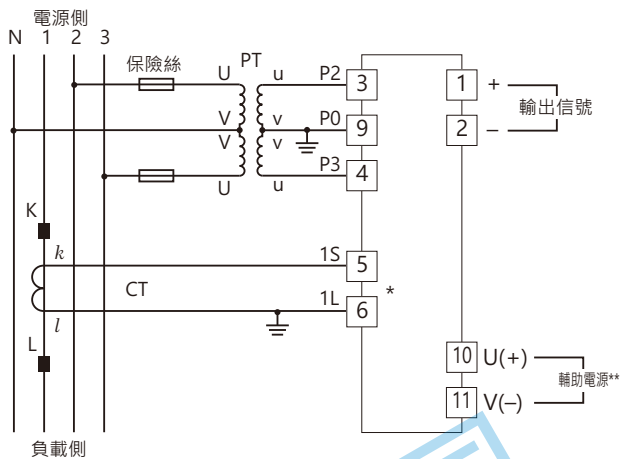 電源側
N 1 2 3
保險絲
PT
U u P2 3
V v P0 9
V v
U u P3 4
1 +
2 –
輸出信號
K
k
1S 5
CT
*
l
1L 6
L
10 U(+)
11 V(–)
輔助電源**
負載側